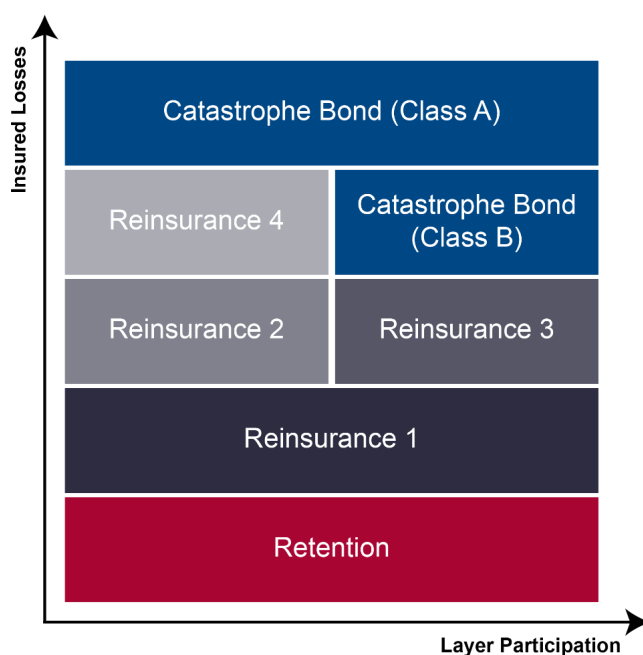 Insured Losses
Catastrophe Bond (Class A)
Reinsurance 4
Catastrophe Bond
(Class B)
Reinsurance 2
Reinsurance 3
Reinsurance 1
Retention
Layer Participation